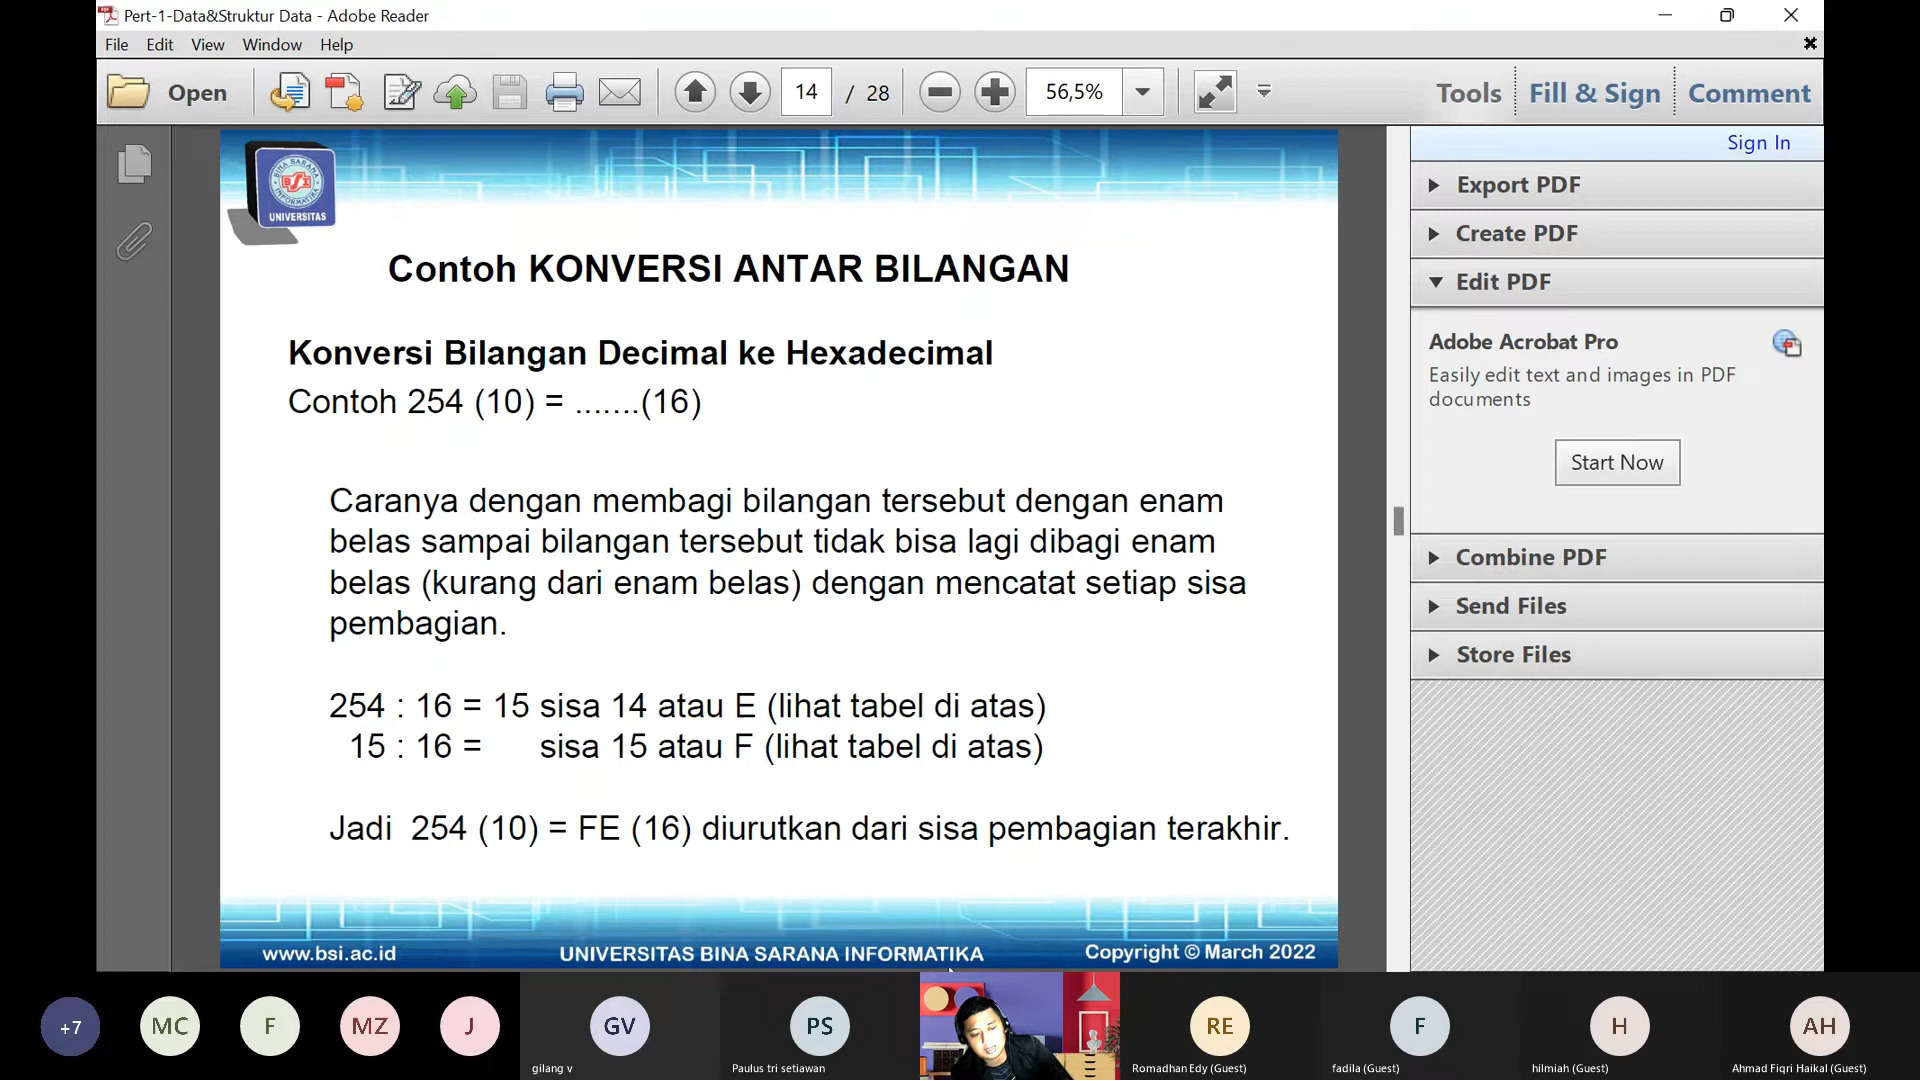 Pert-1-Data&Struktur Data - Adobe Reader
File Edit View Window Help
Open 14 / 28 56,5% Tools Fill & Sign Comment
Sign In
Export PDF
Create PDF
Edit PDF
Adobe Acrobat Pro
Easily edit text and images in PDF
documents
Start Now
Combine PDF
Send Files
Store Files
BINA SARANA INFORMATIKA
BSI
UNIVERSITAS
Contoh KONVERSI ANTAR BILANGAN
Konversi Bilangan Decimal ke Hexadecimal
Contoh 254 (10) = .......(16)
Caranya dengan membagi bilangan tersebut dengan enam
belas sampai bilangan tersebut tidak bisa lagi dibagi enam
belas (kurang dari enam belas) dengan mencatat setiap sisa
pembagian.
254 : 16 = 15 sisa 14 atau E (lihat tabel di atas)
15 : 16 = sisa 15 atau F (lihat tabel di atas)
Jadi 254 (10) = FE (16) diurutkan dari sisa pembagian terakhir.
www.bsi.ac.id UNIVERSITAS BINA SARANA INFORMATIKA Copyright © March 2022
+7 MC F MZ J GV PS RE F H AH
gilang v Paulus tri setiawan Romadhan Edy (Guest) fadila (Guest) hilmiah (Guest) Ahmad Fiqri Haikal (Guest)